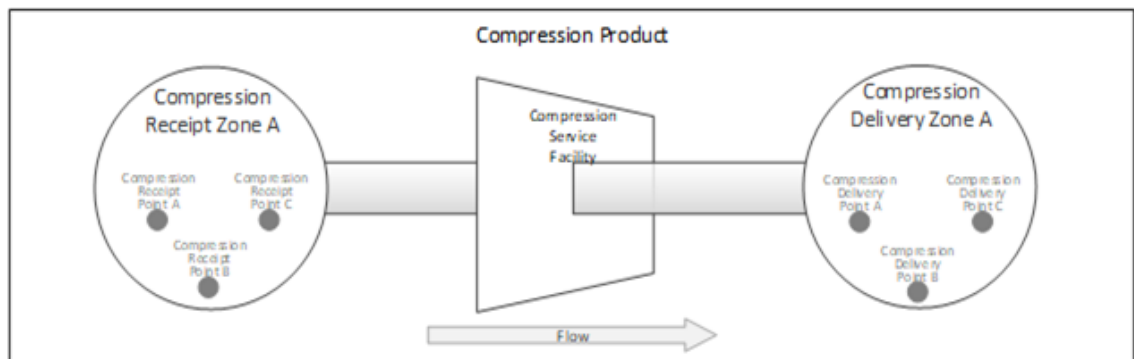 Compression Product
Compression
Receipt Zone A
Compression
Receipt
Point A
Compression
Receipt
Point C
Compression
Receipt
Point B
Compression
Service
Facility
Compression
Delivery Zone A
Compression
Delivery
Point A
Compression
Delivery
Point C
Compression
Delivery
Point B
Flow